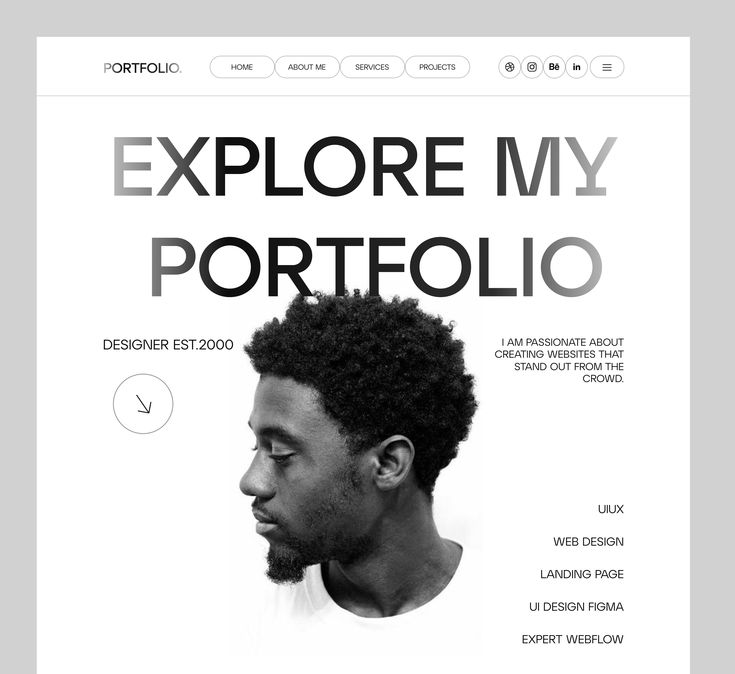 PORTFOLIO.
HOME
ABOUT ME
SERVICES
PROJECTS
Bē
in
EXPLORE MY
PORTFOLIO
DESIGNER EST.2000
I AM PASSIONATE ABOUT
CREATING WEBSITES THAT
STAND OUT FROM THE
CROWD.
UIUX
WEB DESIGN
LANDING PAGE
UI DESIGN FIGMA
EXPERT WEBFLOW